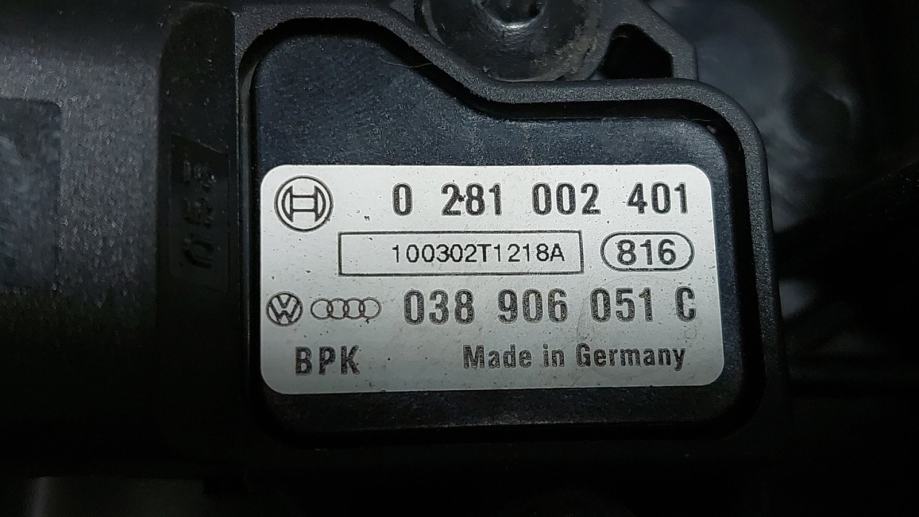 0 281 002 401
100302T1218A 816
038 906 051 C
BPK Made in Germany